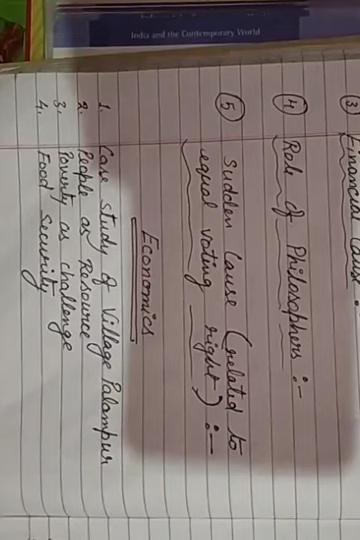 India and the Contemporary World
③ Financial Cause :-
④ Role of Philosophers :-
⑤ Sudden Cause (related to
equal voting right) :-
Economics
1. Case Study of Village Palampur
2. People as Resource
3. Poverty as challenge
4. Food Security